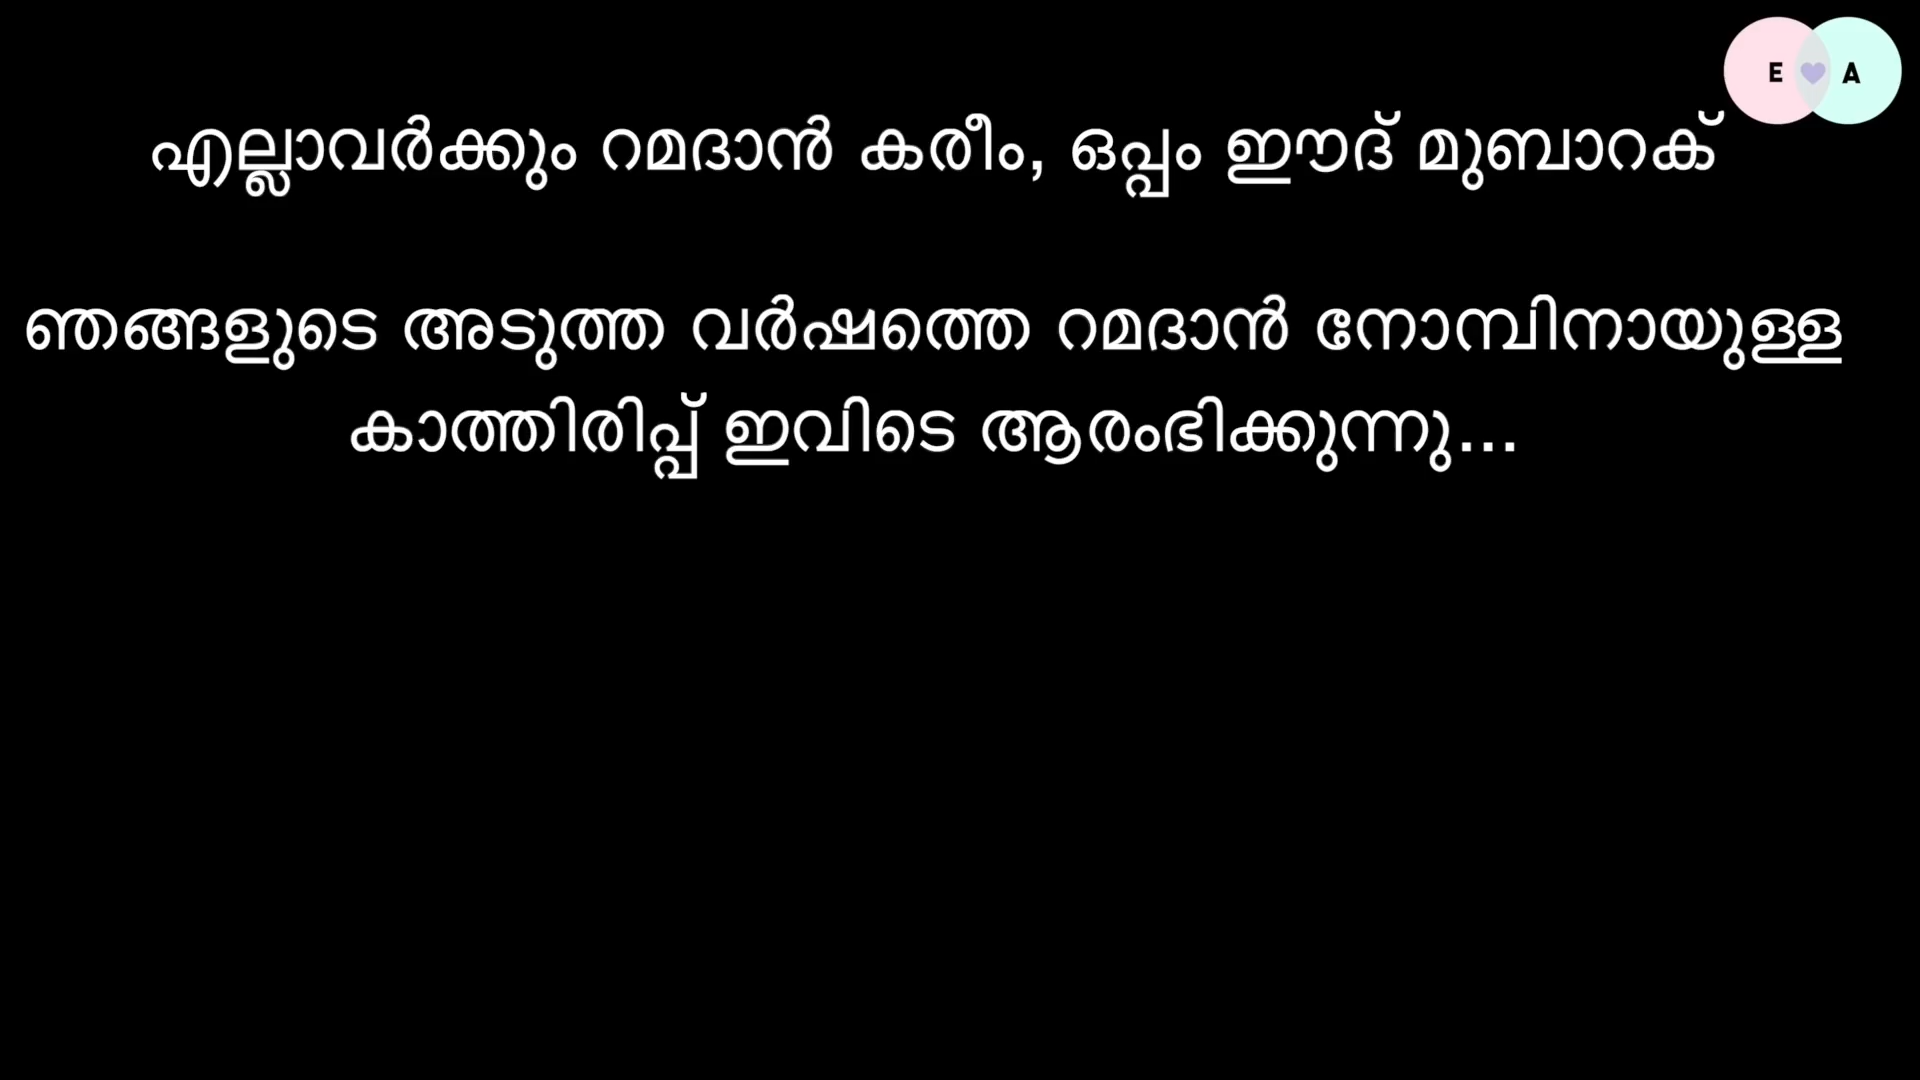 E 💜 A
എല്ലാവർക്കും റമദാൻ കരീം, ഒപ്പം ഈദ് മുബാറക്
ഞങ്ങളുടെ അടുത്ത വർഷത്തെ റമദാൻ നോമ്പിനായുള്ള
കാത്തിരിപ്പ് ഇവിടെ ആരംഭിക്കുന്നു...